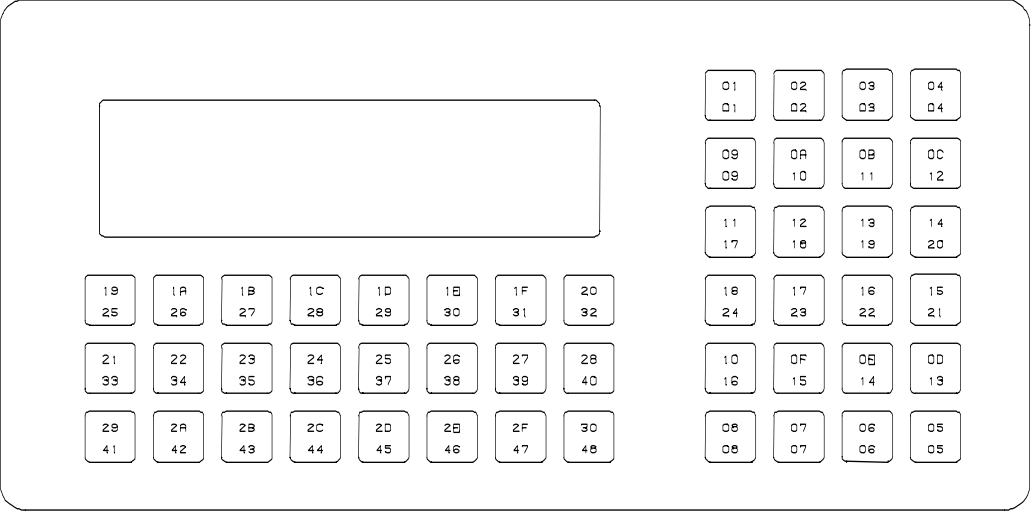 01 02 03 04
01 02 03 04
09 0A 0B 0C
09 10 11 12
11 12 13 14
17 18 19 20
19 1A 1B 1C 1D 1E 1F 20
25 26 27 28 29 30 31 32
18 17 16 15
24 23 22 21
21 22 23 24 25 26 27 28
33 34 35 36 37 38 39 40
10 0F 0E 0D
16 15 14 13
29 2A 2B 2C 2D 2E 2F 30
41 42 43 44 45 46 47 48
08 07 06 05
08 07 06 05